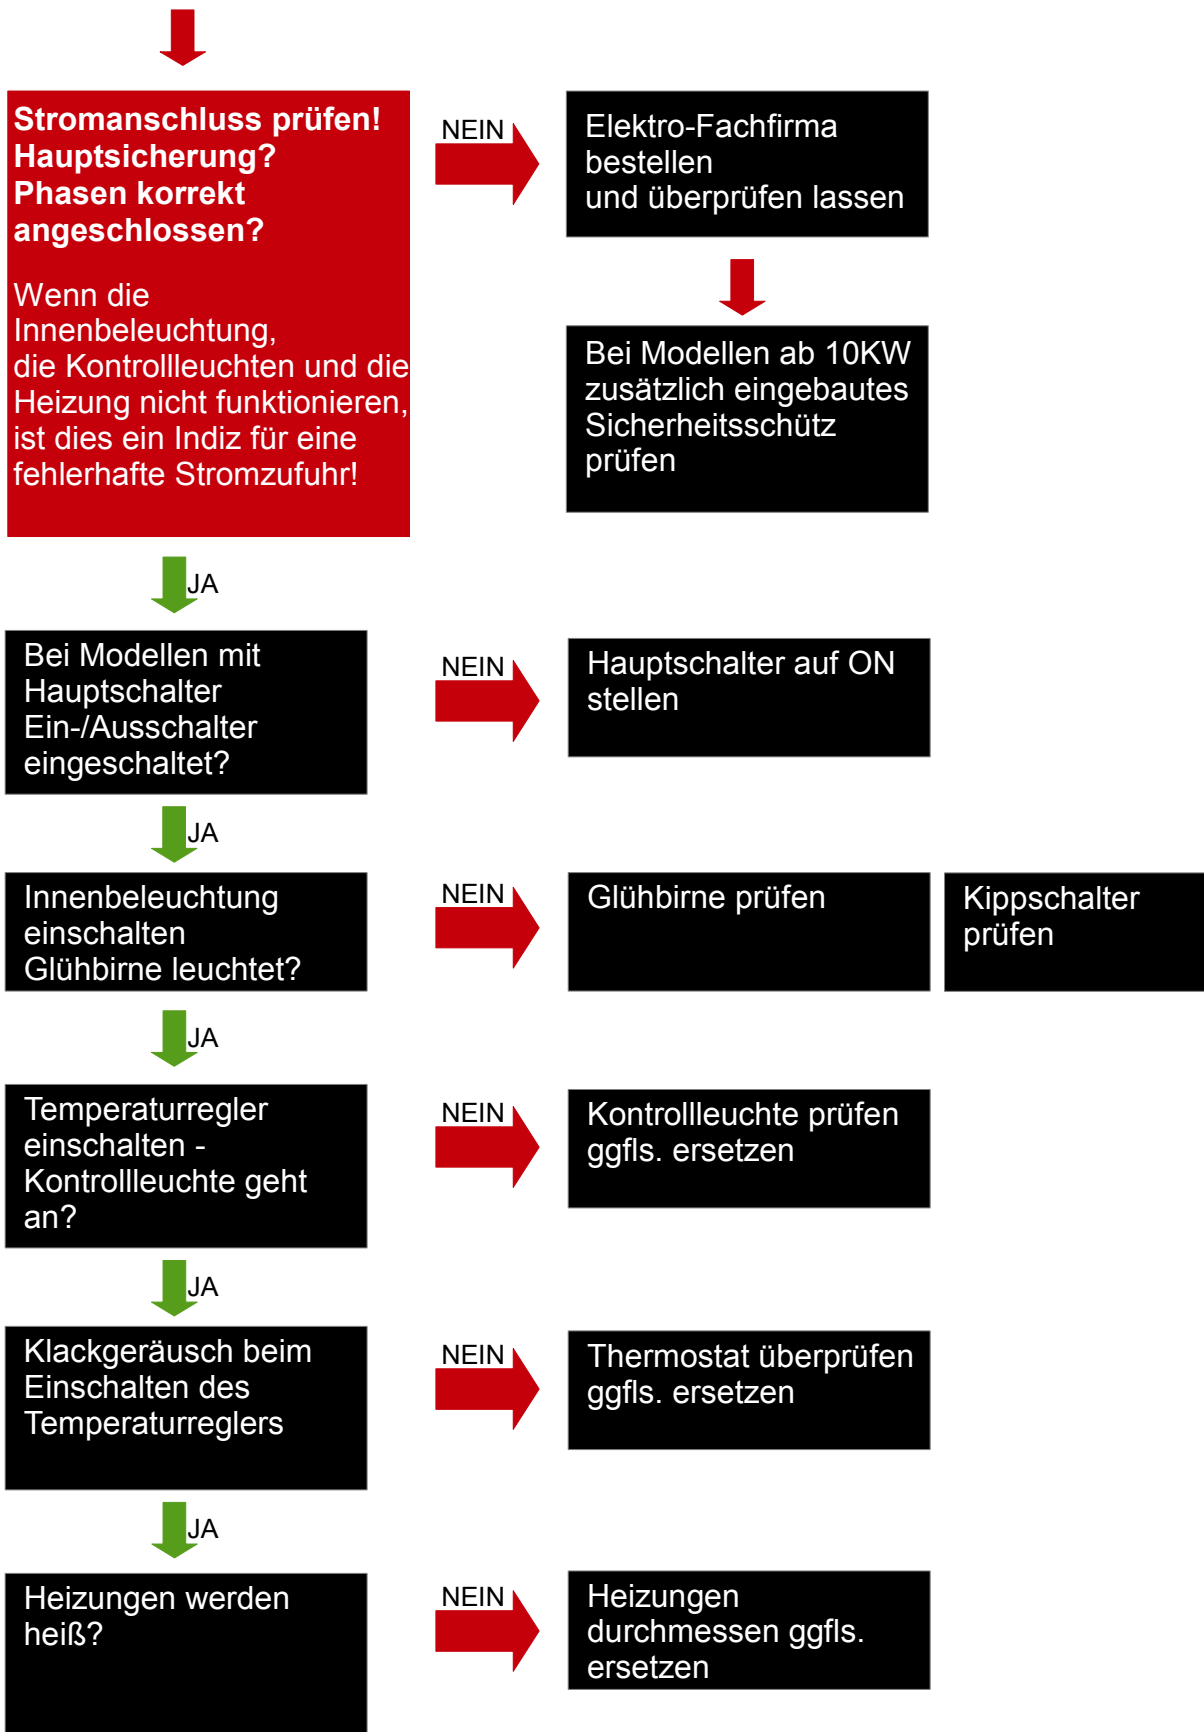 Stromanschluss prüfen!
Hauptsicherung?
Phasen korrekt
angeschlossen?
Wenn die
Innenbeleuchtung,
die Kontrollleuchten und die
Heizung nicht funktionieren,
ist dies ein Indiz für eine
fehlerhafte Stromzufuhr!
NEIN
Elektro-Fachfirma
bestellen
und überprüfen lassen
Bei Modellen ab 10KW
zusätzlich eingebautes
Sicherheitsschütz
prüfen
JA
Bei Modellen mit
Hauptschalter
Ein-/Ausschalter
eingeschaltet?
NEIN
Hauptschalter auf ON
stellen
JA
Innenbeleuchtung
einschalten
Glühbirne leuchtet?
NEIN
Glühbirne prüfen
Kippschalter
prüfen
JA
Temperaturregler
einschalten -
Kontrollleuchte geht
an?
NEIN
Kontrollleuchte prüfen
ggfls. ersetzen
JA
Klackgeräusch beim
Einschalten des
Temperaturreglers
NEIN
Thermostat überprüfen
ggfls. ersetzen
JA
Heizungen werden
heiß?
NEIN
Heizungen
durchmessen ggfls.
ersetzen